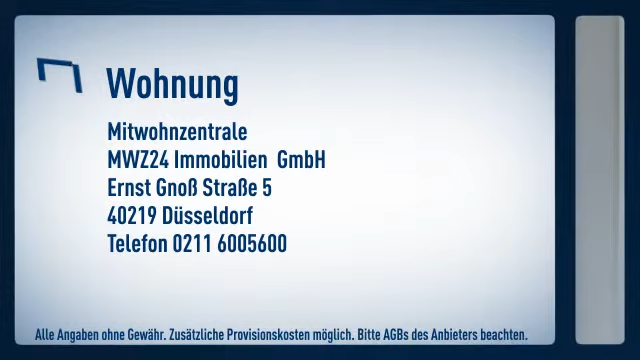 Wohnung
Mitwohnzentrale
MWZ24 Immobilien GmbH
Ernst Gnoß Straße 5
40219 Düsseldorf
Telefon 0211 6005600
Alle Angaben ohne Gewähr. Zusätzliche Provisionskosten möglich. Bitte AGBs des Anbieters beachten.